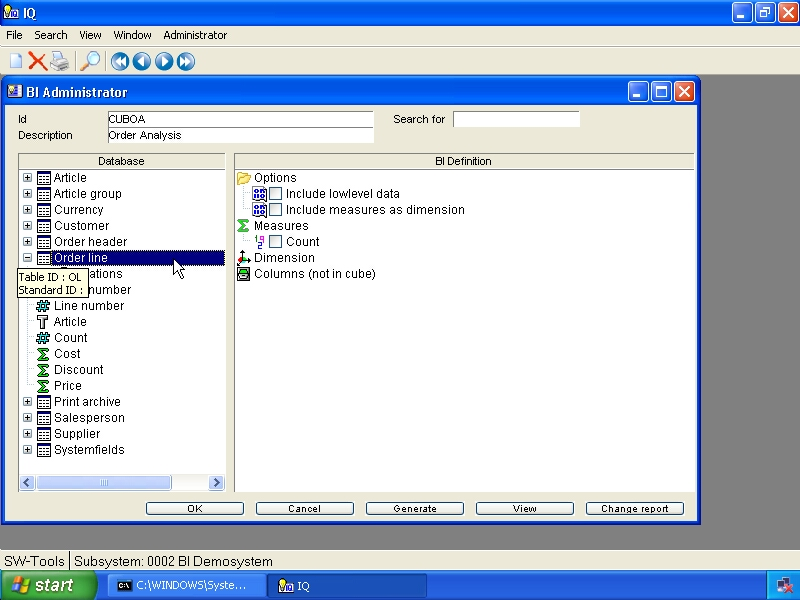 IQ
File Search View Window Administrator
BI Administrator
Id CUBOA Search for
Description Order Analysis
Database BI Definition
Article
Article group
Currency
Customer
Order header
Order line
ations
Table ID : OL
Standard ID :
number
Line number
Article
Count
Cost
Discount
Price
Print archive
Salesperson
Supplier
Systemfields
Options
Include lowlevel data
Include measures as dimension
Measures
Count
Dimension
Columns (not in cube)
OK Cancel Generate View Change report
SW-Tools Subsystem: 0002 BI Demosystem
start C:\WINDOWS\Syste... IQ